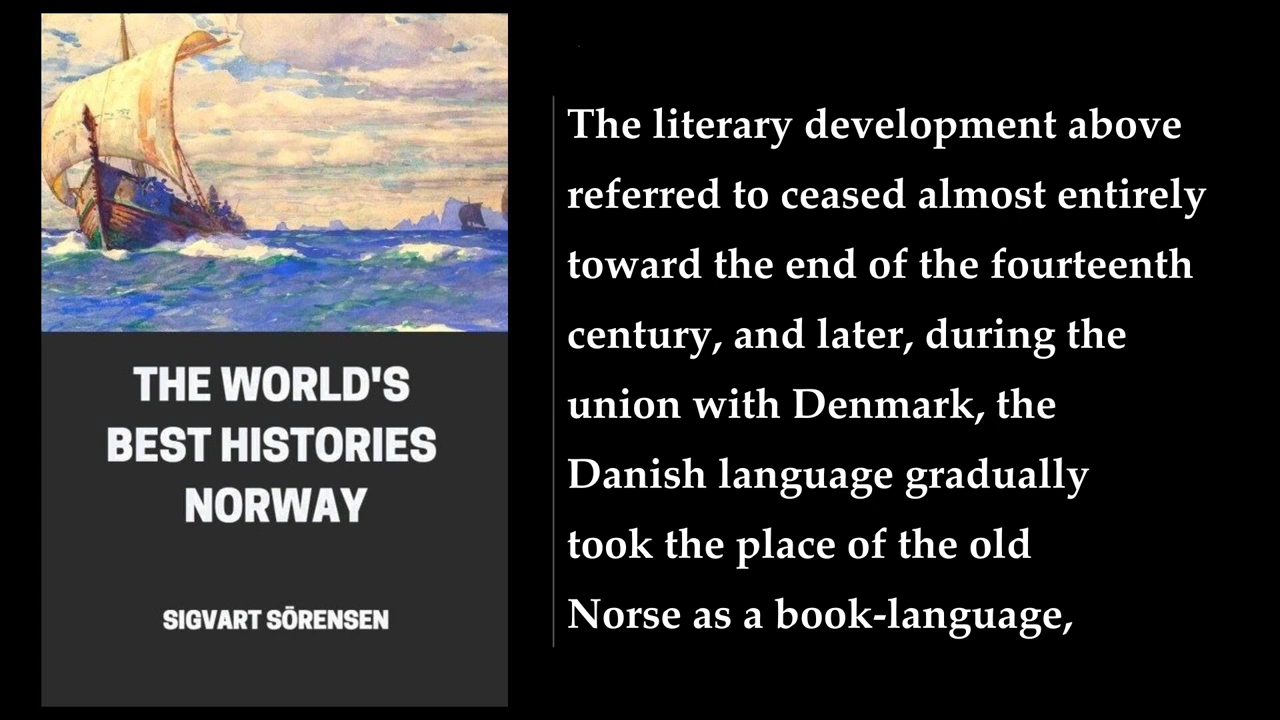 THE WORLD'S
BEST HISTORIES
NORWAY
SIGVART SÖRENSEN
The literary development above
referred to ceased almost entirely
toward the end of the fourteenth
century, and later, during the
union with Denmark, the
Danish language gradually
took the place of the old
Norse as a book-language,